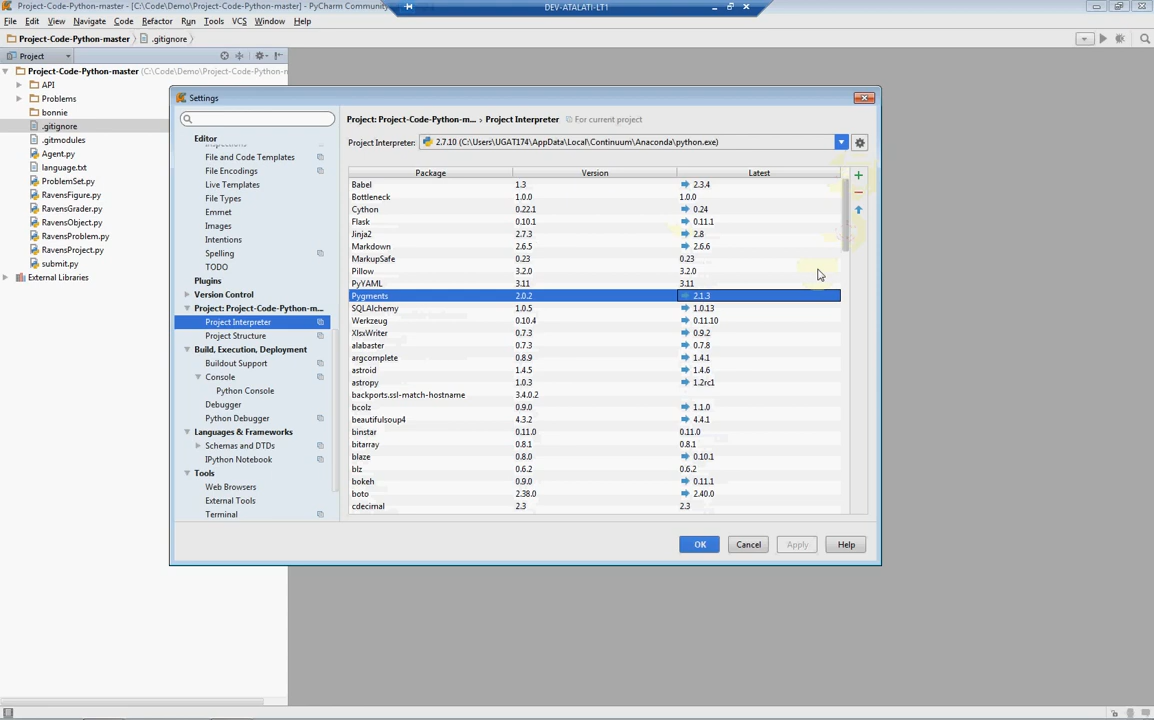 Project-Code-Python-master - [C:\Code\Demo\Project-Code-Python-master] - PyCharm Community
DEV-ATALATI-LT1
File Edit View Navigate Code Refactor Run Tools VCS Window Help
Project-Code-Python-master .gitignore
Project
Project-Code-Python-master (C:\Code\Demo\Project-Code-Python-n
API
Problems
bonnie
.gitignore
.gitmodules
Agent.py
language.txt
ProblemSet.py
RavensFigure.py
RavensGrader.py
RavensObject.py
RavensProblem.py
RavensProject.py
submit.py
External Libraries
Settings
Editor
File and Code Templates
File Encodings
Live Templates
File Types
Emmet
Images
Intentions
Spelling
TODO
Plugins
Version Control
Project: Project-Code-Python-m...
Project Interpreter
Project Structure
Build, Execution, Deployment
Buildout Support
Console
Python Console
Debugger
Python Debugger
Languages & Frameworks
Schemas and DTDs
IPython Notebook
Tools
Web Browsers
External Tools
Terminal
Project: Project-Code-Python-m... › Project Interpreter For current project
Project Interpreter: 2.7.10 (C:\Users\UGAT174\AppData\Local\Continuum\Anaconda\python.exe)
Package Version Latest
Babel 1.3 2.3.4
Bottleneck 1.0.0 1.0.0
Cython 0.22.1 0.24
Flask 0.10.1 0.11.1
Jinja2 2.7.3 2.8
Markdown 2.6.5 2.6.6
MarkupSafe 0.23 0.23
Pillow 3.2.0 3.2.0
PyYAML 3.11 3.11
Pygments 2.0.2 2.1.3
SQLAlchemy 1.0.5 1.0.13
Werkzeug 0.10.4 0.11.10
XlsxWriter 0.7.3 0.9.2
alabaster 0.7.3 0.7.8
argcomplete 0.8.9 1.4.1
astroid 1.4.5 1.4.6
astropy 1.0.3 1.2rc1
backports.ssl-match-hostname 3.4.0.2
bcolz 0.9.0 1.1.0
beautifulsoup4 4.3.2 4.4.1
binstar 0.11.0 0.11.0
bitarray 0.8.1 0.8.1
blaze 0.8.0 0.10.1
blz 0.6.2 0.6.2
bokeh 0.9.0 0.11.1
boto 2.38.0 2.40.0
cdecimal 2.3 2.3
OK Cancel Apply Help